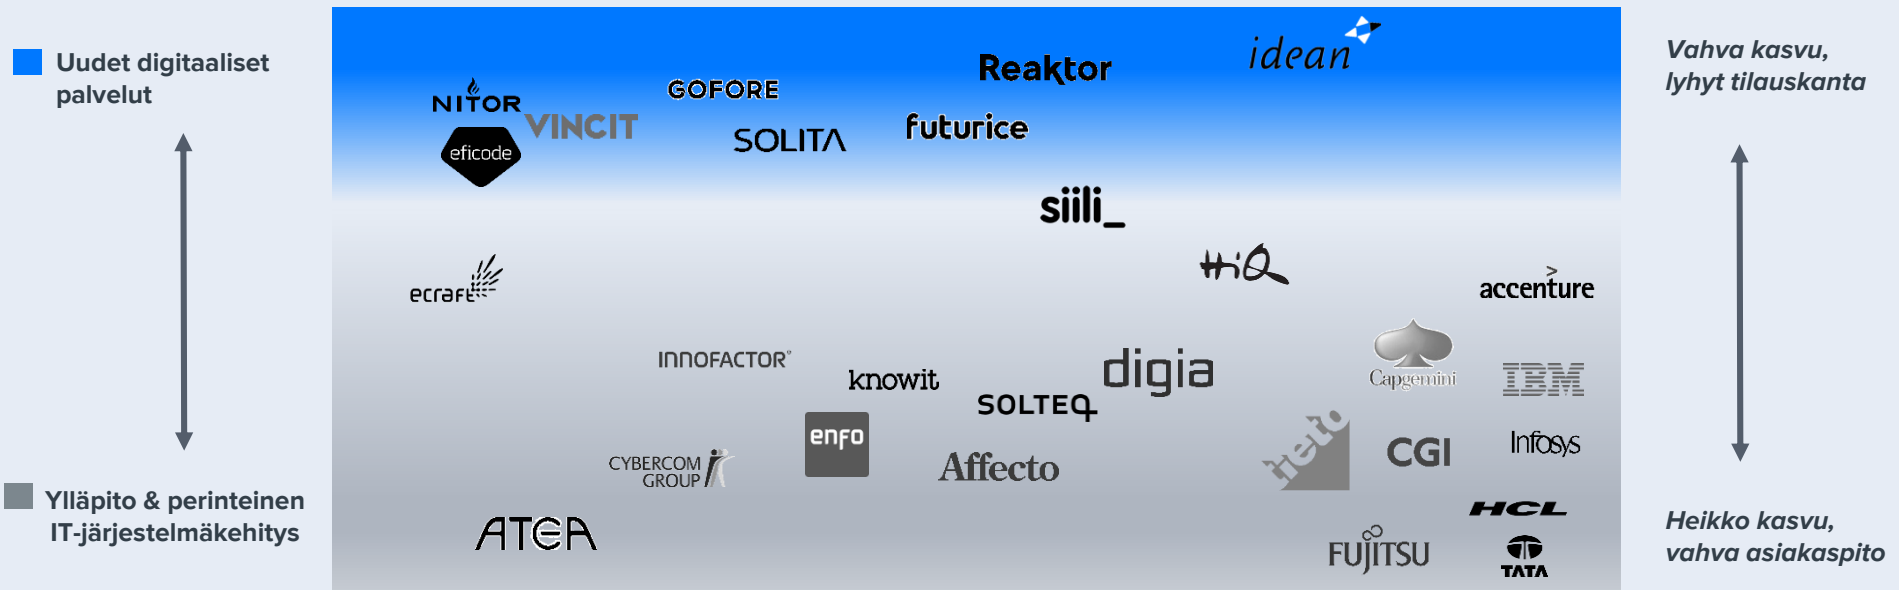 Uudet digitaaliset
palvelut
Ylläpito & perinteinen
IT-järjestelmäkehitys
idean
Reaktor
GOFORE
NITOR
VINCIT
futurice
SOLITA
eficode
siili_
HiQ
ecraft
>
accenture
INNOFACTOR®
knowit
digia
Capgemini
IBM
SOLTEQ
enfo
tieto
CGI
Infosys
CYBERCOM
GROUP
Affecto
HCL
ATEA
FUJITSU
TATA
Vahva kasvu,
lyhyt tilauskanta
Heikko kasvu,
vahva asiakaspito